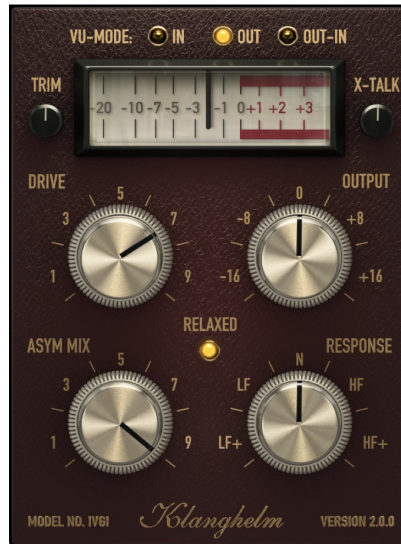 VU-MODE: IN OUT OUT-IN
TRIM X-TALK
-20 -10 -7 -5 -3 -1 0 +1 +2 +3
DRIVE OUTPUT
1 3 5 7 9
-16 -8 0 +8 +16
RELAXED
ASYM MIX RESPONSE
1 3 5 7 9
LF+ LF N HF HF+
MODEL NO. IVGI Klanghelm VERSION 2.0.0